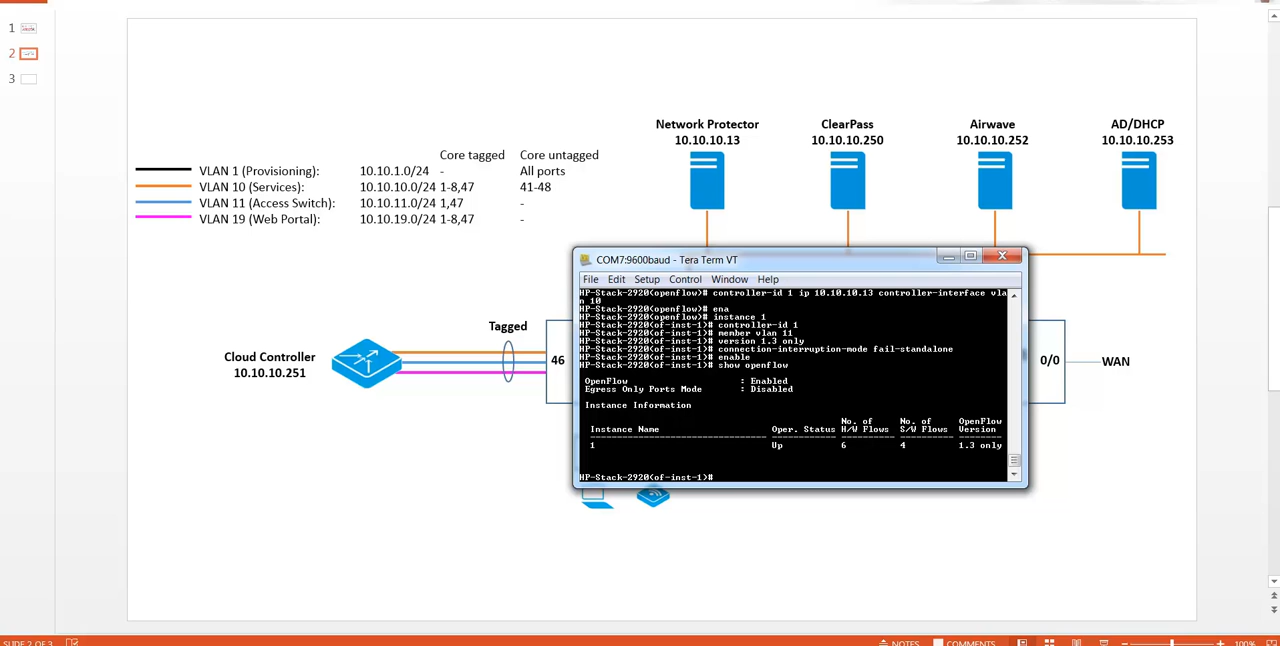 1
2
3
Network Protector
10.10.10.13
ClearPass
10.10.10.250
Airwave
10.10.10.252
AD/DHCP
10.10.10.253
Core tagged Core untagged
VLAN 1 (Provisioning): 10.10.1.0/24 - All ports
VLAN 10 (Services): 10.10.10.0/24 1-8,47 41-48
VLAN 11 (Access Switch): 10.10.11.0/24 1,47 -
VLAN 19 (Web Portal): 10.10.19.0/24 1-8,47 -
Tagged
Cloud Controller
10.10.10.251
46
0/0
WAN
COM7:9600baud - Tera Term VT
File Edit Setup Control Window Help
HP-Stack-2920(openflow)# controller-id 1 ip 10.10.10.13 controller-interface vla
n 10
HP-Stack-2920(openflow)# ena
HP-Stack-2920(openflow)# instance 1
HP-Stack-2920(of-inst-1)# controller-id 1
HP-Stack-2920(of-inst-1)# member vlan 11
HP-Stack-2920(of-inst-1)# version 1.3 only
HP-Stack-2920(of-inst-1)# connection-interruption-mode fail-standalone
HP-Stack-2920(of-inst-1)# enable
HP-Stack-2920(of-inst-1)# show openflow
OpenFlow : Enabled
Egress Only Ports Mode : Disabled
Instance Information
No. of No. of OpenFlow
Instance Name Oper. Status H/W Flows S/W Flows Version
1 Up 6 4 1.3 only
HP-Stack-2920(of-inst-1)#
SLIDE 2 OF 3 NOTES COMMENTS 100%